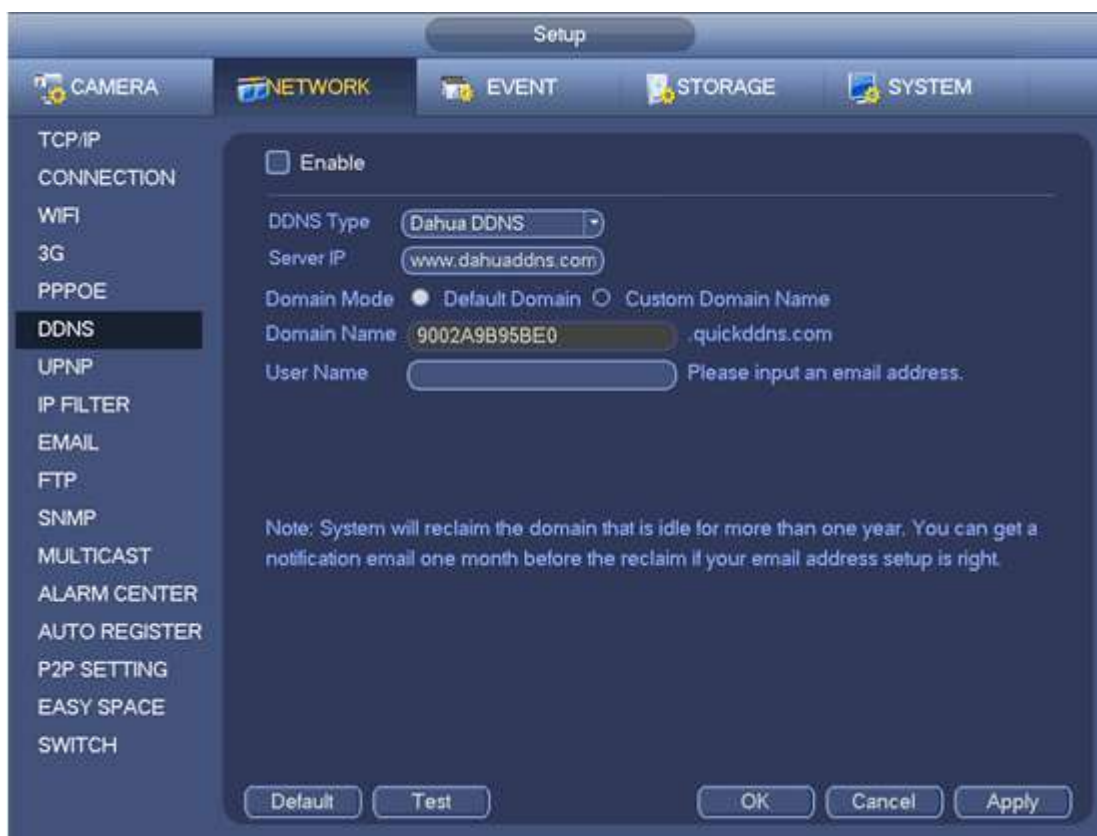 Setup
CAMERA NETWORK EVENT STORAGE SYSTEM
TCP/IP
CONNECTION
WIFI
3G
PPPOE
DDNS
UPNP
IP FILTER
EMAIL
FTP
SNMP
MULTICAST
ALARM CENTER
AUTO REGISTER
P2P SETTING
EASY SPACE
SWITCH
Enable
DDNS Type Dahua DDNS
Server IP www.dahuaddns.com
Domain Mode Default Domain Custom Domain Name
Domain Name 9002A9B95BE0 .quickddns.com
User Name Please input an email address.
Note: System will reclaim the domain that is idle for more than one year. You can get a
notification email one month before the reclaim if your email address setup is right.
Default Test OK Cancel Apply